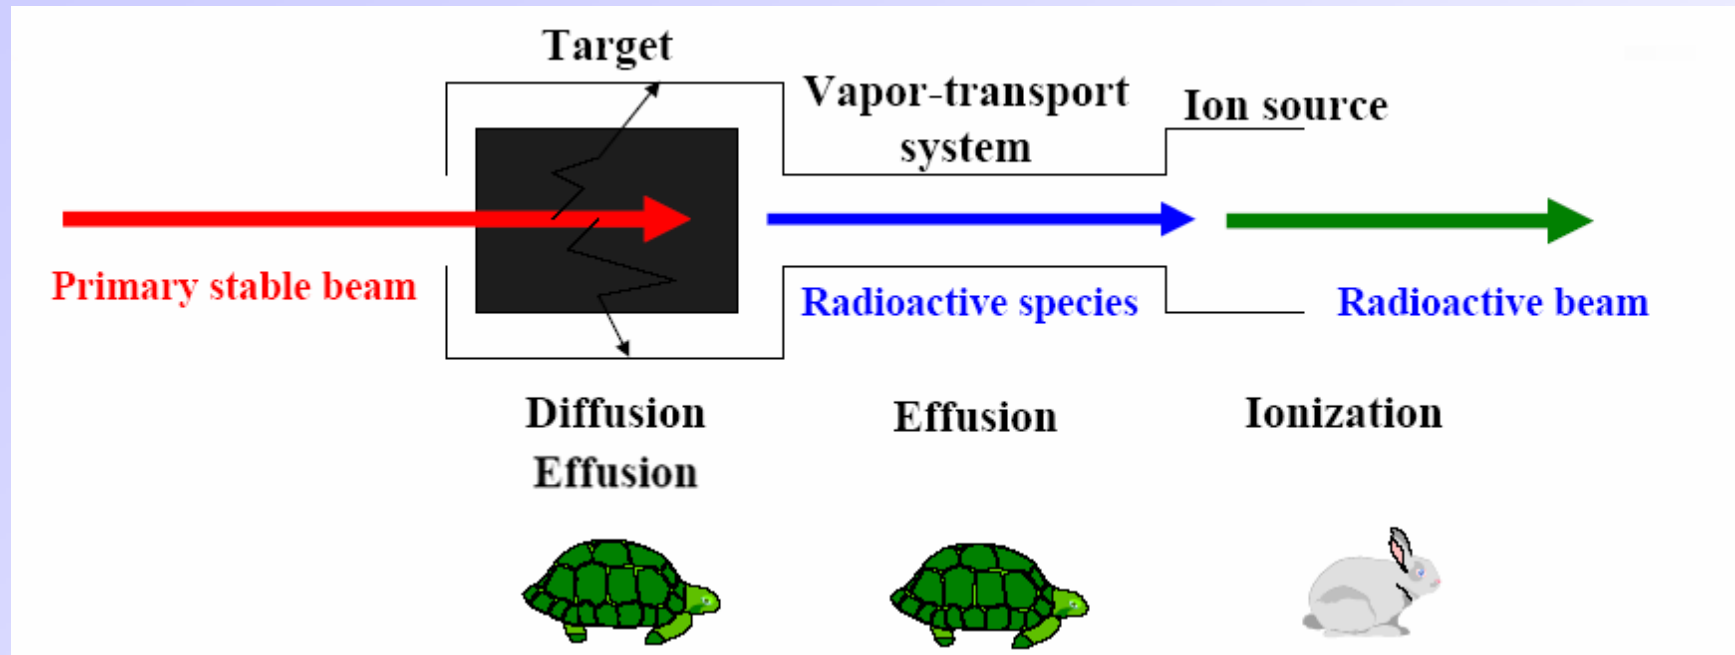 Target
Vapor-transport
system
Ion source
Primary stable beam
Radioactive species
Radioactive beam
Diffusion
Effusion
Effusion
Ionization